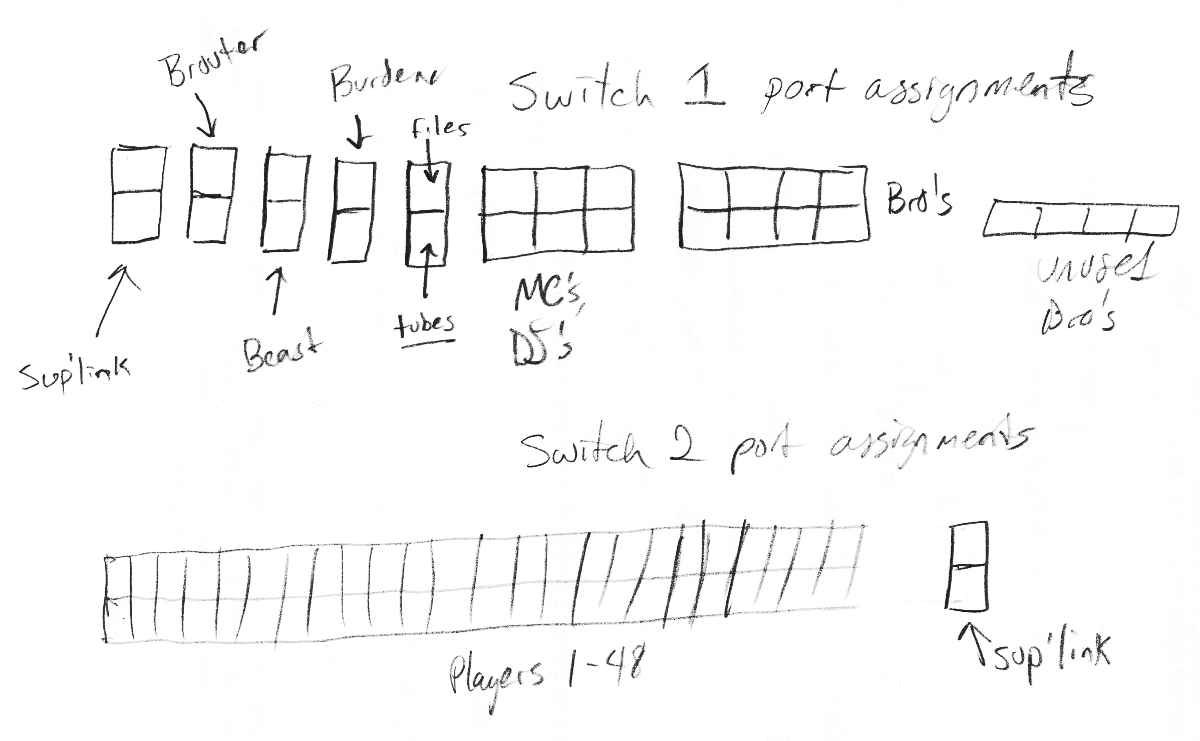 Brouter
Burdene
Switch 1 port assignments
files
Bro's
unused
Bro's
MC's,
DJ's
tubes
Beast
Sup'link
Switch 2 port assignments
Players 1-48
sup'link